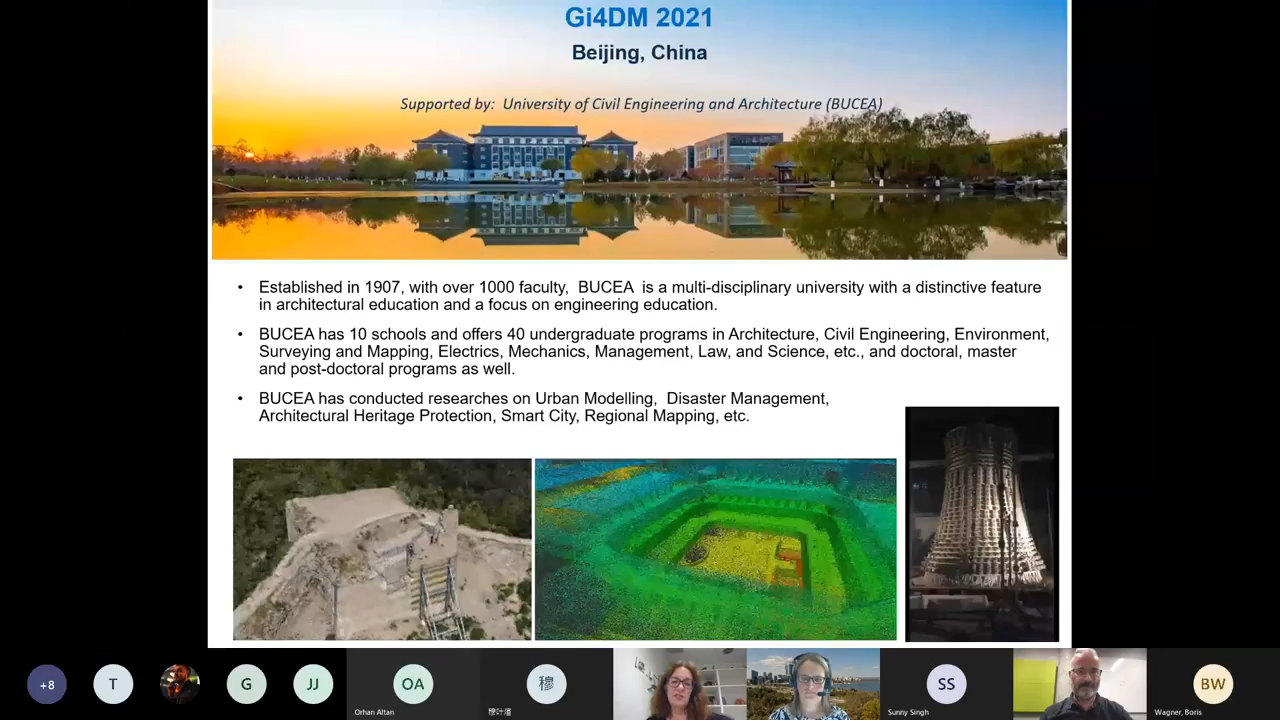 Gi4DM 2021
Beijing, China
Supported by:  University of Civil Engineering and Architecture (BUCEA)
• Established in 1907, with over 1000 faculty,  BUCEA  is a multi-disciplinary university with a distinctive feature
in architectural education and a focus on engineering education.
• BUCEA has 10 schools and offers 40 undergraduate programs in Architecture, Civil Engineering, Environment,
Surveying and Mapping, Electrics, Mechanics, Management, Law, and Science, etc., and doctoral, master
and post-doctoral programs as well.
• BUCEA has conducted researches on Urban Modelling,  Disaster Management,
Architectural Heritage Protection, Smart City, Regional Mapping, etc.
+8
T
G
JJ
OA
Orhan Altan
穆
SS
Sunny Singh
BW
Wagner, Boris